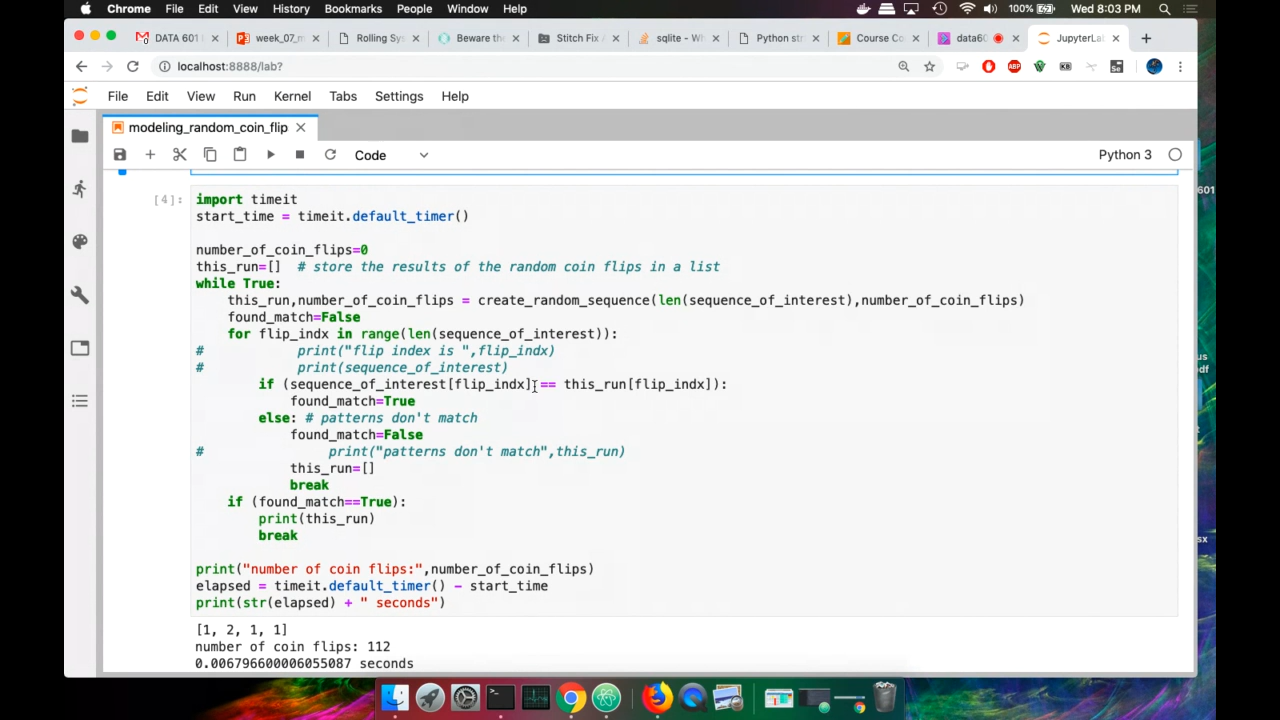 Chrome File Edit View History Bookmarks People Window Help 100% Wed 8:03 PM
DATA 601 L week_07_m Rolling Sys Beware the Stitch Fix A sqlite - Wh Python str Course Co data60 JupyterLab
localhost:8888/lab?
File Edit View Run Kernel Tabs Settings Help
modeling_random_coin_flip
Code Python 3
[4]: import timeit
start_time = timeit.default_timer()
number_of_coin_flips=0
this_run=[] # store the results of the random coin flips in a list
while True:
this_run,number_of_coin_flips = create_random_sequence(len(sequence_of_interest),number_of_coin_flips)
found_match=False
for flip_indx in range(len(sequence_of_interest)):
# print("flip index is ",flip_indx)
# print(sequence_of_interest)
if (sequence_of_interest[flip_indx] == this_run[flip_indx]):
found_match=True
else: # patterns don't match
found_match=False
# print("patterns don't match",this_run)
this_run=[]
break
if (found_match==True):
print(this_run)
break
print("number of coin flips:",number_of_coin_flips)
elapsed = timeit.default_timer() - start_time
print(str(elapsed) + " seconds")
[1, 2, 1, 1]
number of coin flips: 112
0.006796600006055087 seconds
601
us
df
sx